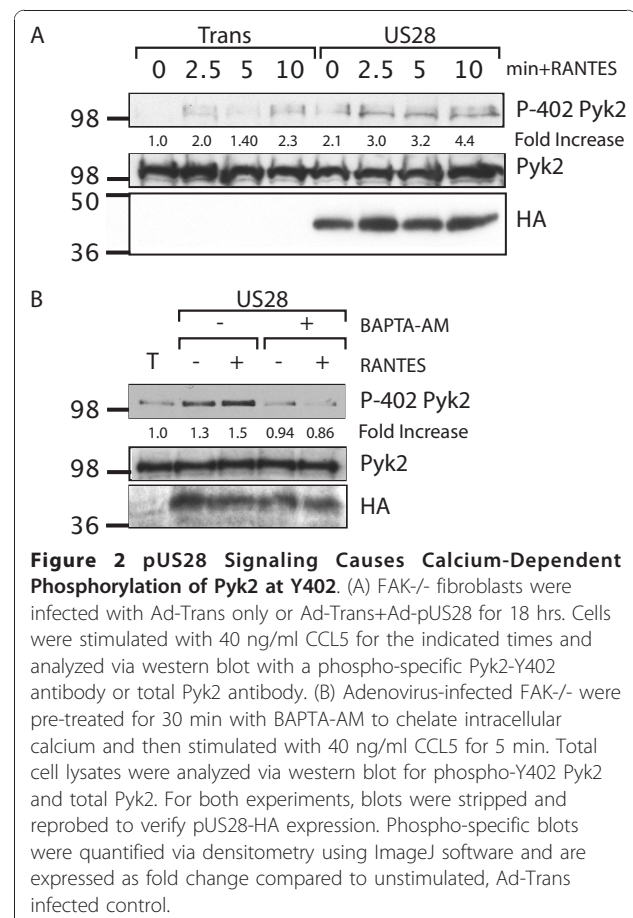 A
Trans US28
0 2.5 5 10 0 2.5 5 10 min+RANTES
98 P-402 Pyk2
1.0 2.0 1.40 2.3 2.1 3.0 3.2 4.4 Fold Increase
98 Pyk2
50
HA
36
B
US28
- + BAPTA-AM
T - + - + RANTES
98 P-402 Pyk2
1.0 1.3 1.5 0.94 0.86 Fold Increase
98 Pyk2
HA
36
Figure 2 pUS28 Signaling Causes Calcium-Dependent
Phosphorylation of Pyk2 at Y402. (A) FAK-/- fibroblasts were
infected with Ad-Trans only or Ad-Trans+Ad-pUS28 for 18 hrs. Cells
were stimulated with 40 ng/ml CCL5 for the indicated times and
analyzed via western blot with a phospho-specific Pyk2-Y402
antibody or total Pyk2 antibody. (B) Adenovirus-infected FAK-/- were
pre-treated for 30 min with BAPTA-AM to chelate intracellular
calcium and then stimulated with 40 ng/ml CCL5 for 5 min. Total
cell lysates were analyzed via western blot for phospho-Y402 Pyk2
and total Pyk2. For both experiments, blots were stripped and
reprobed to verify pUS28-HA expression. Phospho-specific blots
were quantified via densitometry using ImageJ software and are
expressed as fold change compared to unstimulated, Ad-Trans
infected control.